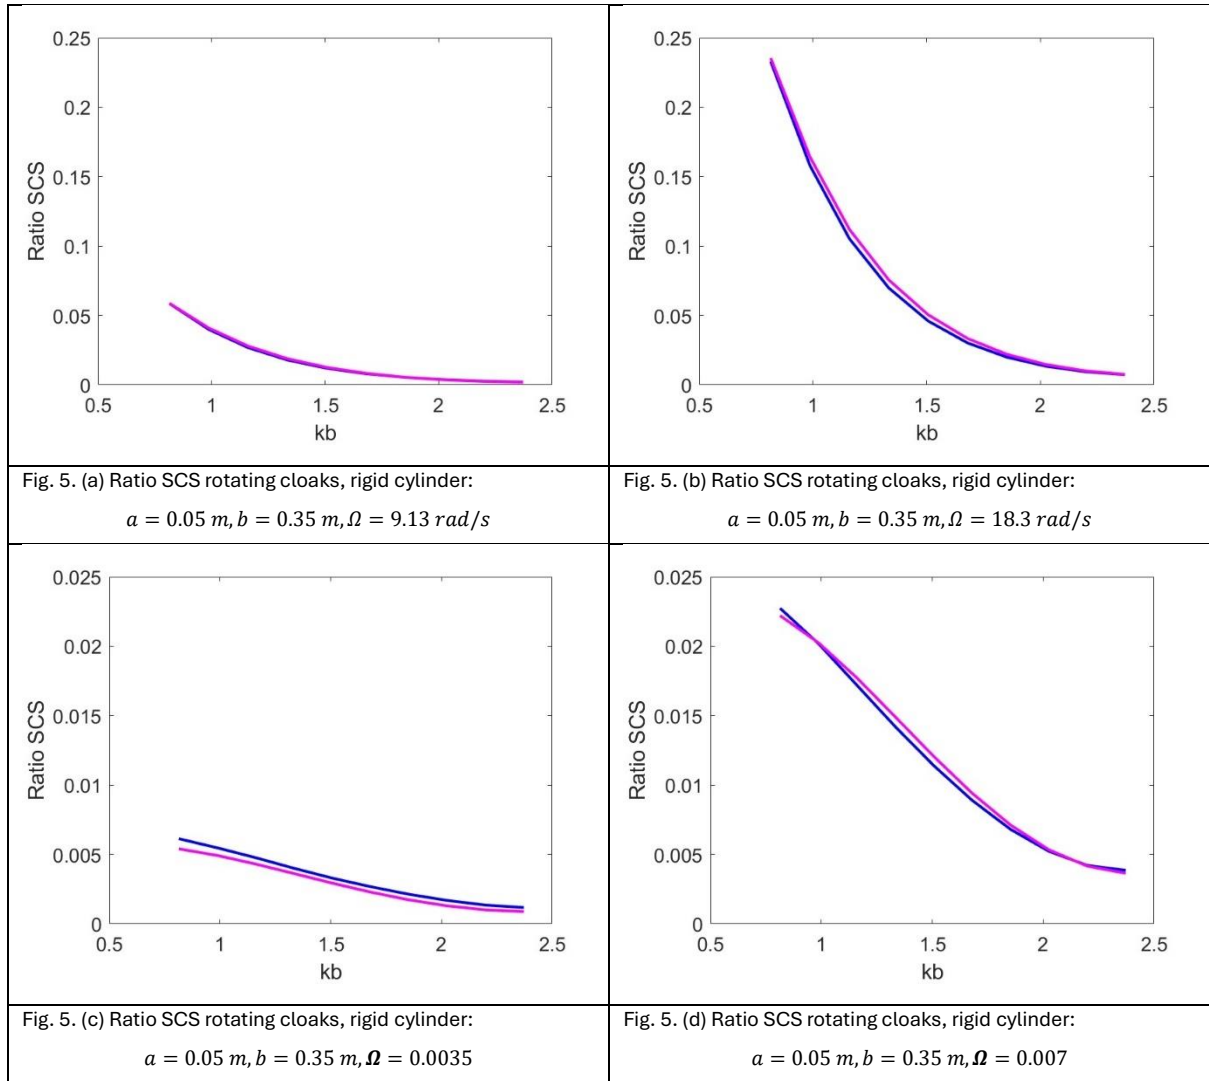 0.25
0.2
0.15
0.1
0.05
0
Ratio SCS
0.5 1 1.5 2 2.5
kb
Fig. 5. (a) Ratio SCS rotating cloaks, rigid cylinder:
a = 0.05 m, b = 0.35 m, Ω = 9.13 rad/s
0.25
0.2
0.15
0.1
0.05
0
Ratio SCS
0.5 1 1.5 2 2.5
kb
Fig. 5. (b) Ratio SCS rotating cloaks, rigid cylinder:
a = 0.05 m, b = 0.35 m, Ω = 18.3 rad/s
0.025
0.02
0.015
0.01
0.005
0
Ratio SCS
0.5 1 1.5 2 2.5
kb
Fig. 5. (c) Ratio SCS rotating cloaks, rigid cylinder:
a = 0.05 m, b = 0.35 m, Ω = 0.0035
0.025
0.02
0.015
0.01
0.005
0
Ratio SCS
0.5 1 1.5 2 2.5
kb
Fig. 5. (d) Ratio SCS rotating cloaks, rigid cylinder:
a = 0.05 m, b = 0.35 m, Ω = 0.007